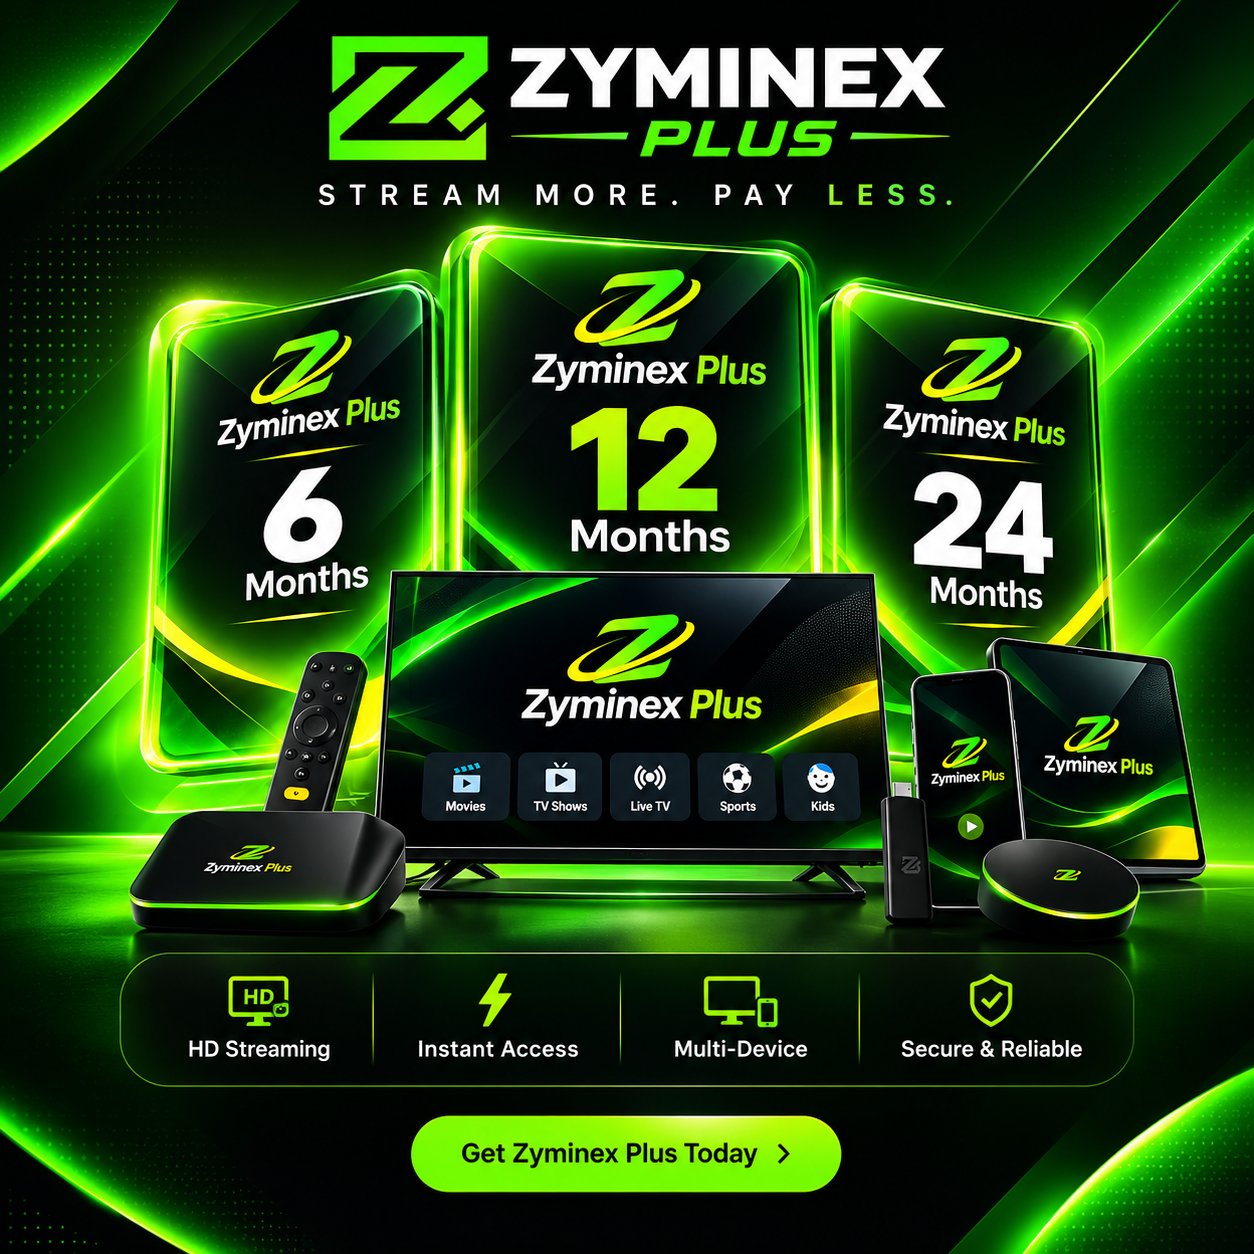 ZYMINEX
PLUS
STREAM MORE. PAY LESS.
Zyminex Plus
6
Months
Zyminex Plus
12
Months
Zyminex Plus
24
Months
Zyminex Plus
Movies
TV Shows
Live TV
Sports
Kids
Zyminex Plus
Zyminex Plus
Zyminex Plus
HD
HD Streaming
Instant Access
Multi-Device
Secure & Reliable
Get Zyminex Plus Today